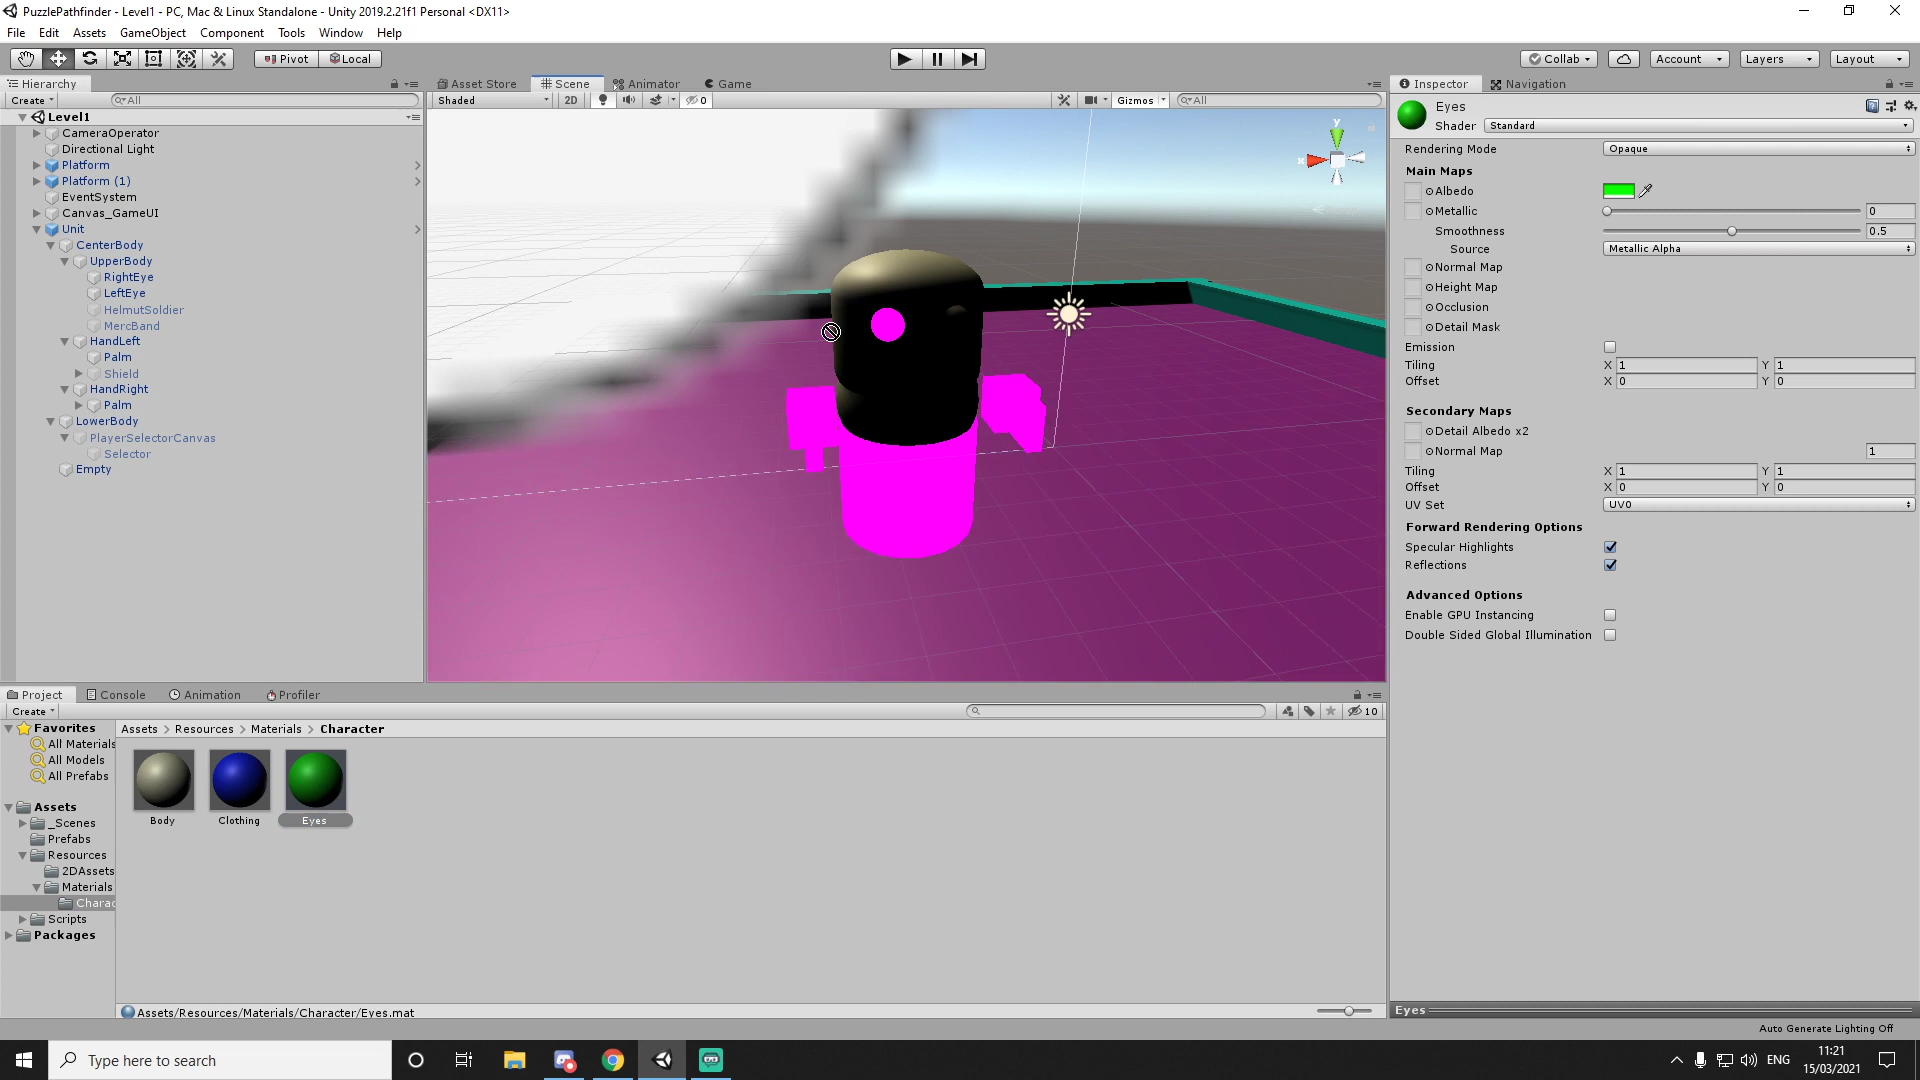 PuzzlePathfinder - Level1 - PC, Mac & Linux Standalone - Unity 2019.2.21f1 Personal <DX11>
File Edit Assets GameObject Component Tools Window Help
Pivot Local Collab Account Layers Layout
Hierarchy
Create All
Level1
CameraOperator
Directional Light
Platform
Platform (1)
EventSystem
Canvas_GameUI
Unit
CenterBody
UpperBody
RightEye
LeftEye
HelmutSoldier
MercBand
HandLeft
Palm
Shield
HandRight
Palm
LowerBody
PlayerSelectorCanvas
Selector
Empty
Asset Store Scene Animator Game
Shaded 2D 0 Gizmos All
y
x
Inspector Navigation
Eyes
Shader Standard
Rendering Mode Opaque
Main Maps
Albedo
Metallic 0
Smoothness 0.5
Source Metallic Alpha
Normal Map
Height Map
Occlusion
Detail Mask
Emission
Tiling X 1 Y 1
Offset X 0 Y 0
Secondary Maps
Detail Albedo x2
Normal Map 1
Tiling X 1 Y 1
Offset X 0 Y 0
UV Set UV0
Forward Rendering Options
Specular Highlights
Reflections
Advanced Options
Enable GPU Instancing
Double Sided Global Illumination
Eyes
Auto Generate Lighting Off
Project Console Animation Profiler
Create 10
Favorites
All Materials
All Models
All Prefabs
Assets
_Scenes
Prefabs
Resources
2DAssets
Materials
Charac
Scripts
Packages
Assets > Resources > Materials > Character
Body Clothing Eyes
Assets/Resources/Materials/Character/Eyes.mat
Type here to search
ENG
11:21
15/03/2021